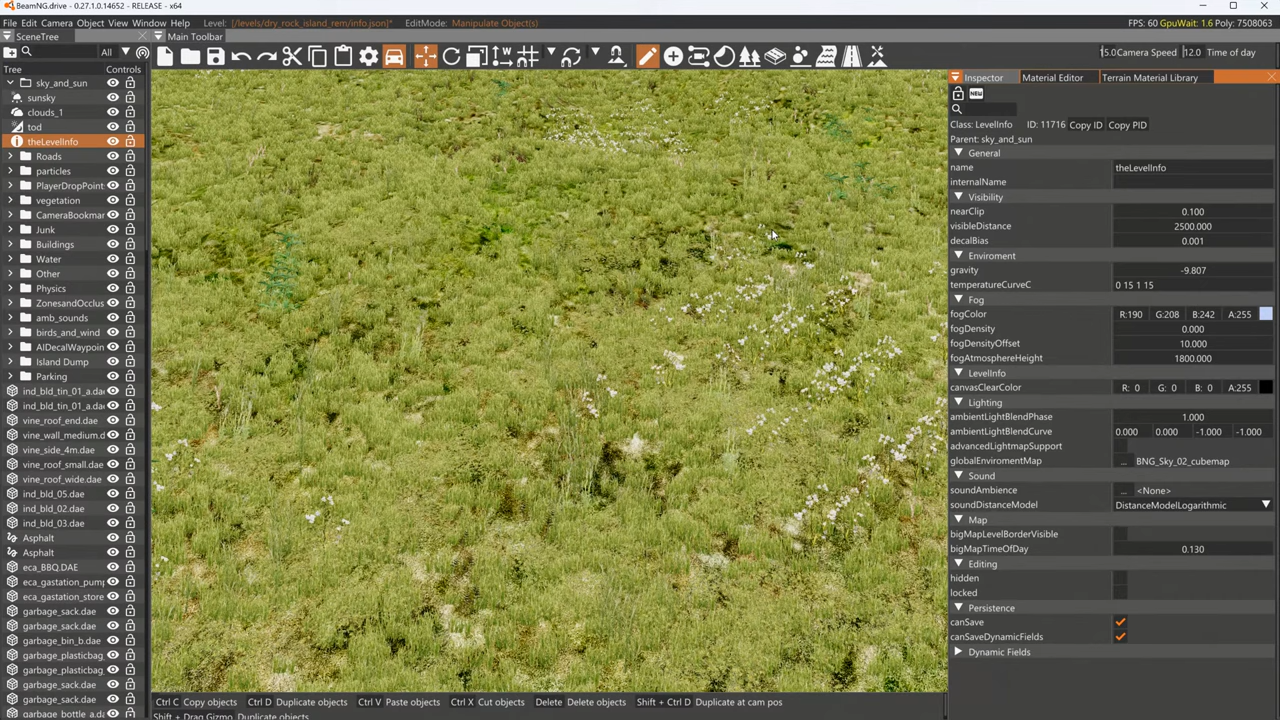 BeamNG.drive - 0.27.1.0.14652 - RELEASE - x64
File Edit Camera Object View Window Help Level: [/levels/dry_rock_island_rem/info.json]* EditMode: Manipulate Object(s) FPS: 60 GpuWait: 1.6 Poly: 7508063
SceneTree
Main Toolbar
All
15.0 Camera Speed 12.0 Time of day
Tree Controls
sky_and_sun
sunsky
clouds_1
tod
theLevelInfo
Roads
particles
PlayerDropPoint
vegetation
CameraBookmar
Junk
Buildings
Water
Other
Physics
ZonesandOcclus
amb_sounds
birds_and_wind
AIDecalWaypoin
Island Dump
Parking
ind_bld_tin_01_a.dae
ind_bld_tin_01_a.dae
vine_roof_end.dae
vine_wall_medium.d
vine_side_4m.dae
vine_roof_small.dae
vine_roof_wide.dae
ind_bld_05.dae
ind_bld_02.dae
ind_bld_03.dae
Asphalt
Asphalt
eca_BBQ.DAE
eca_gastation_pump
eca_gastation_store
garbage_sack.dae
garbage_sack.dae
garbage_bin_b.dae
garbage_plasticbag
garbage_plasticbag
garbage_sack.dae
garbage_sack.dae
garbage_bottle_a.dae
Inspector Material Editor Terrain Material Library
NEW
Class: LevelInfo ID: 11716 Copy ID Copy PID
Parent: sky_and_sun
General
name theLevelInfo
internalName
Visibility
nearClip 0.100
visibleDistance 2500.000
decalBias 0.001
Enviroment
gravity -9.807
temperatureCurveC 0 15 1 15
Fog
fogColor R:190 G:208 B:242 A:255
fogDensity 0.000
fogDensityOffset 10.000
fogAtmosphereHeight 1800.000
LevelInfo
canvasClearColor R: 0 G: 0 B: 0 A:255
Lighting
ambientLightBlendPhase 1.000
ambientLightBlendCurve 0.000 0.000 -1.000 -1.000
advancedLightmapSupport
globalEnviromentMap ... BNG_Sky_02_cubemap
Sound
soundAmbience ... <None>
soundDistanceModel DistanceModelLogarithmic
Map
bigMapLevelBorderVisible
bigMapTimeOfDay 0.130
Editing
hidden
locked
Persistence
canSave
canSaveDynamicFields
Dynamic Fields
Ctrl C Copy objects Ctrl D Duplicate objects Ctrl V Paste objects Ctrl X Cut objects Delete Delete objects Shift + Ctrl D Duplicate at cam pos
Shift + Drag Gizmo Duplicate objects